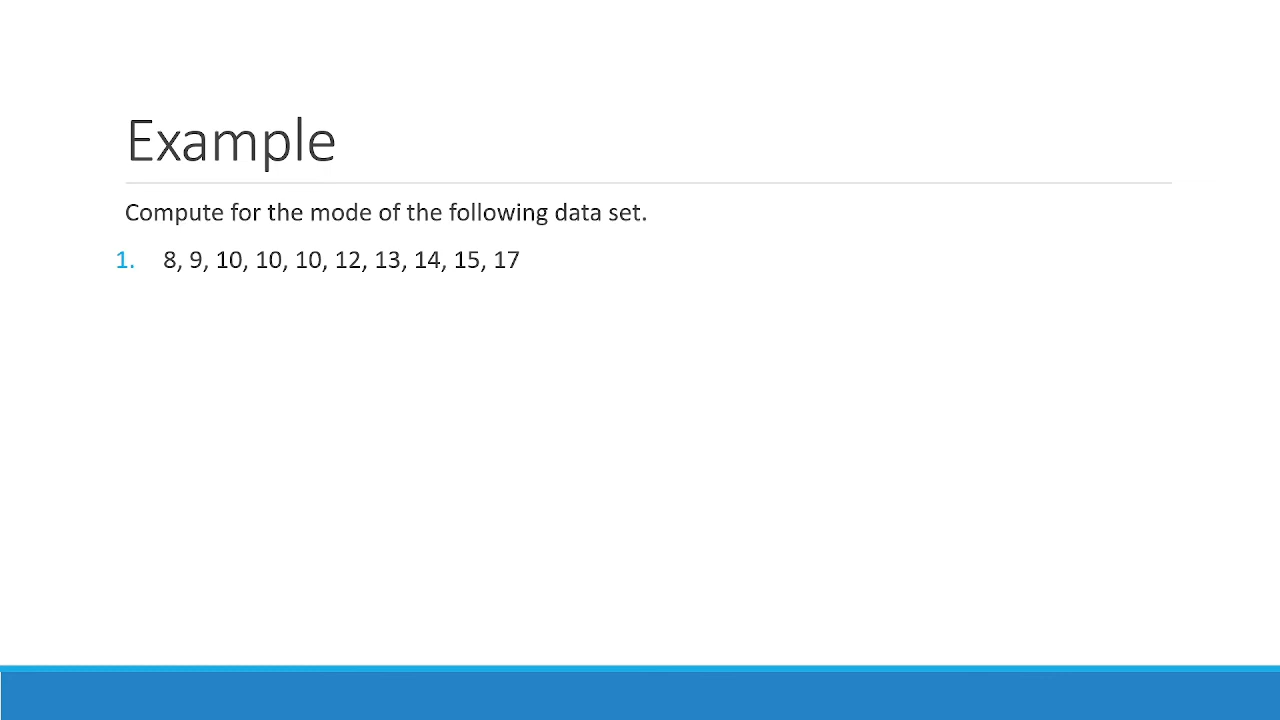 Example
Compute for the mode of the following data set.
1. 8, 9, 10, 10, 10, 12, 13, 14, 15, 17